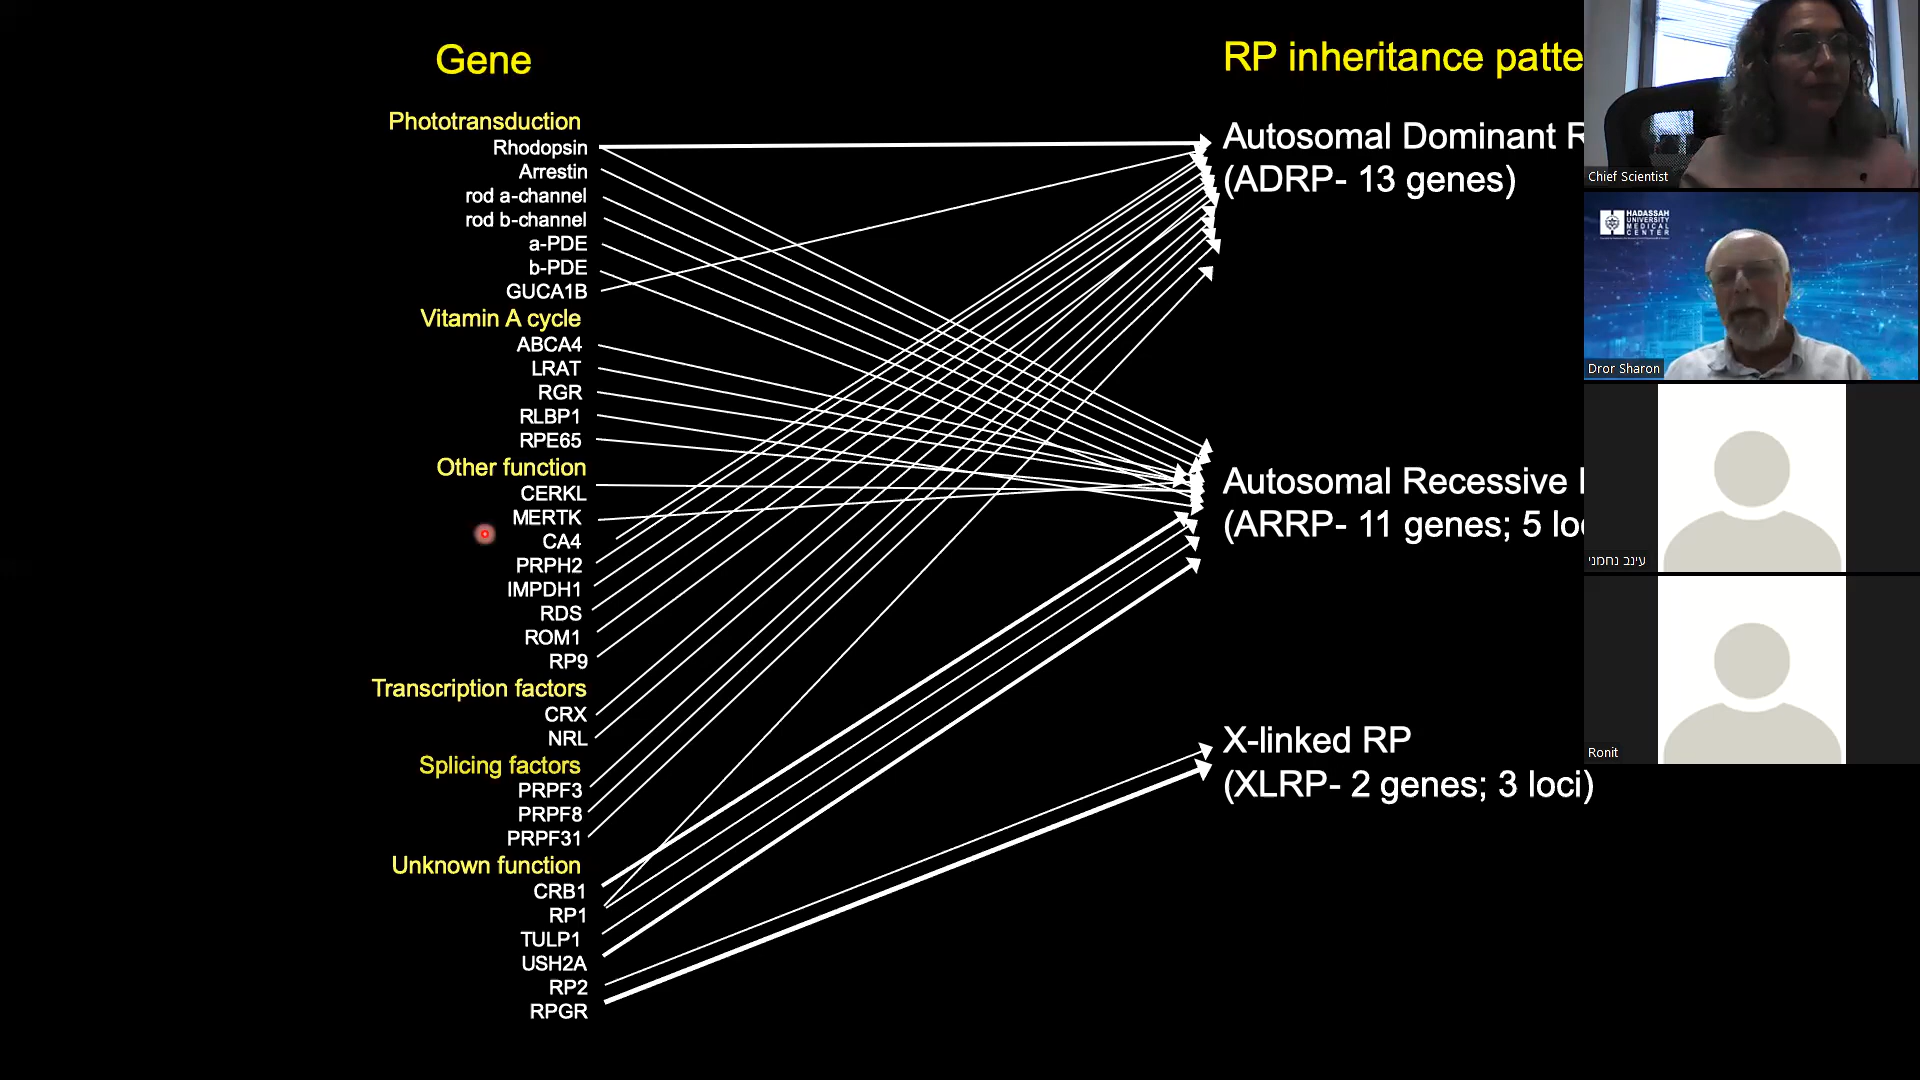 Gene
Phototransduction
Rhodopsin
Arrestin
rod a-channel
rod b-channel
a-PDE
b-PDE
GUCA1B
Vitamin A cycle
ABCA4
LRAT
RGR
RLBP1
RPE65
Other function
CERKL
MERTK
CA4
PRPH2
IMPDH1
RDS
ROM1
RP9
Transcription factors
CRX
NRL
Splicing factors
PRPF3
PRPF8
PRPF31
Unknown function
CRB1
RP1
TULP1
USH2A
RP2
RPGR
RP inheritance patte
Autosomal Dominant R
(ADRP- 13 genes)
Autosomal Recessive
(ARRP- 11 genes; 5 lo
X-linked RP
(XLRP- 2 genes; 3 loci)
Chief Scientist
HADASSAH
UNIVERSITY
MEDICAL
CENTER
Dror Sharon
עינב נחמני
Ronit